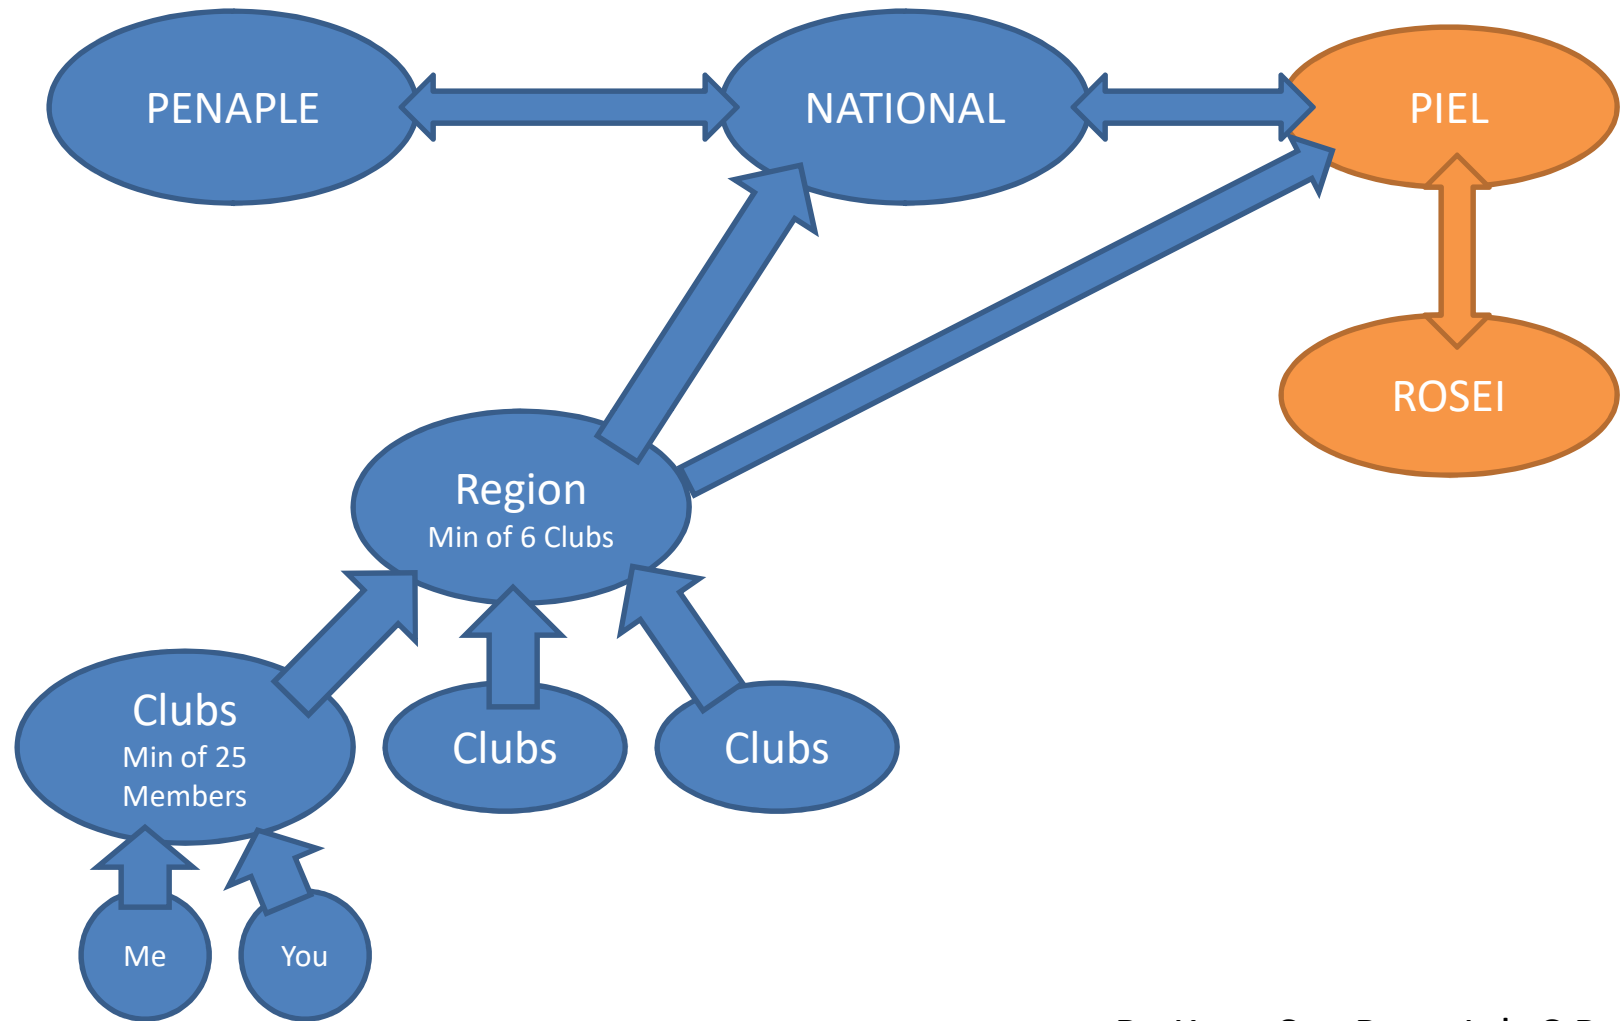 PENAPLE
NATIONAL
PIEL
ROSEI
Region
Min of 6 Clubs
Clubs
Min of 25
Members
Clubs
Clubs
Me
You